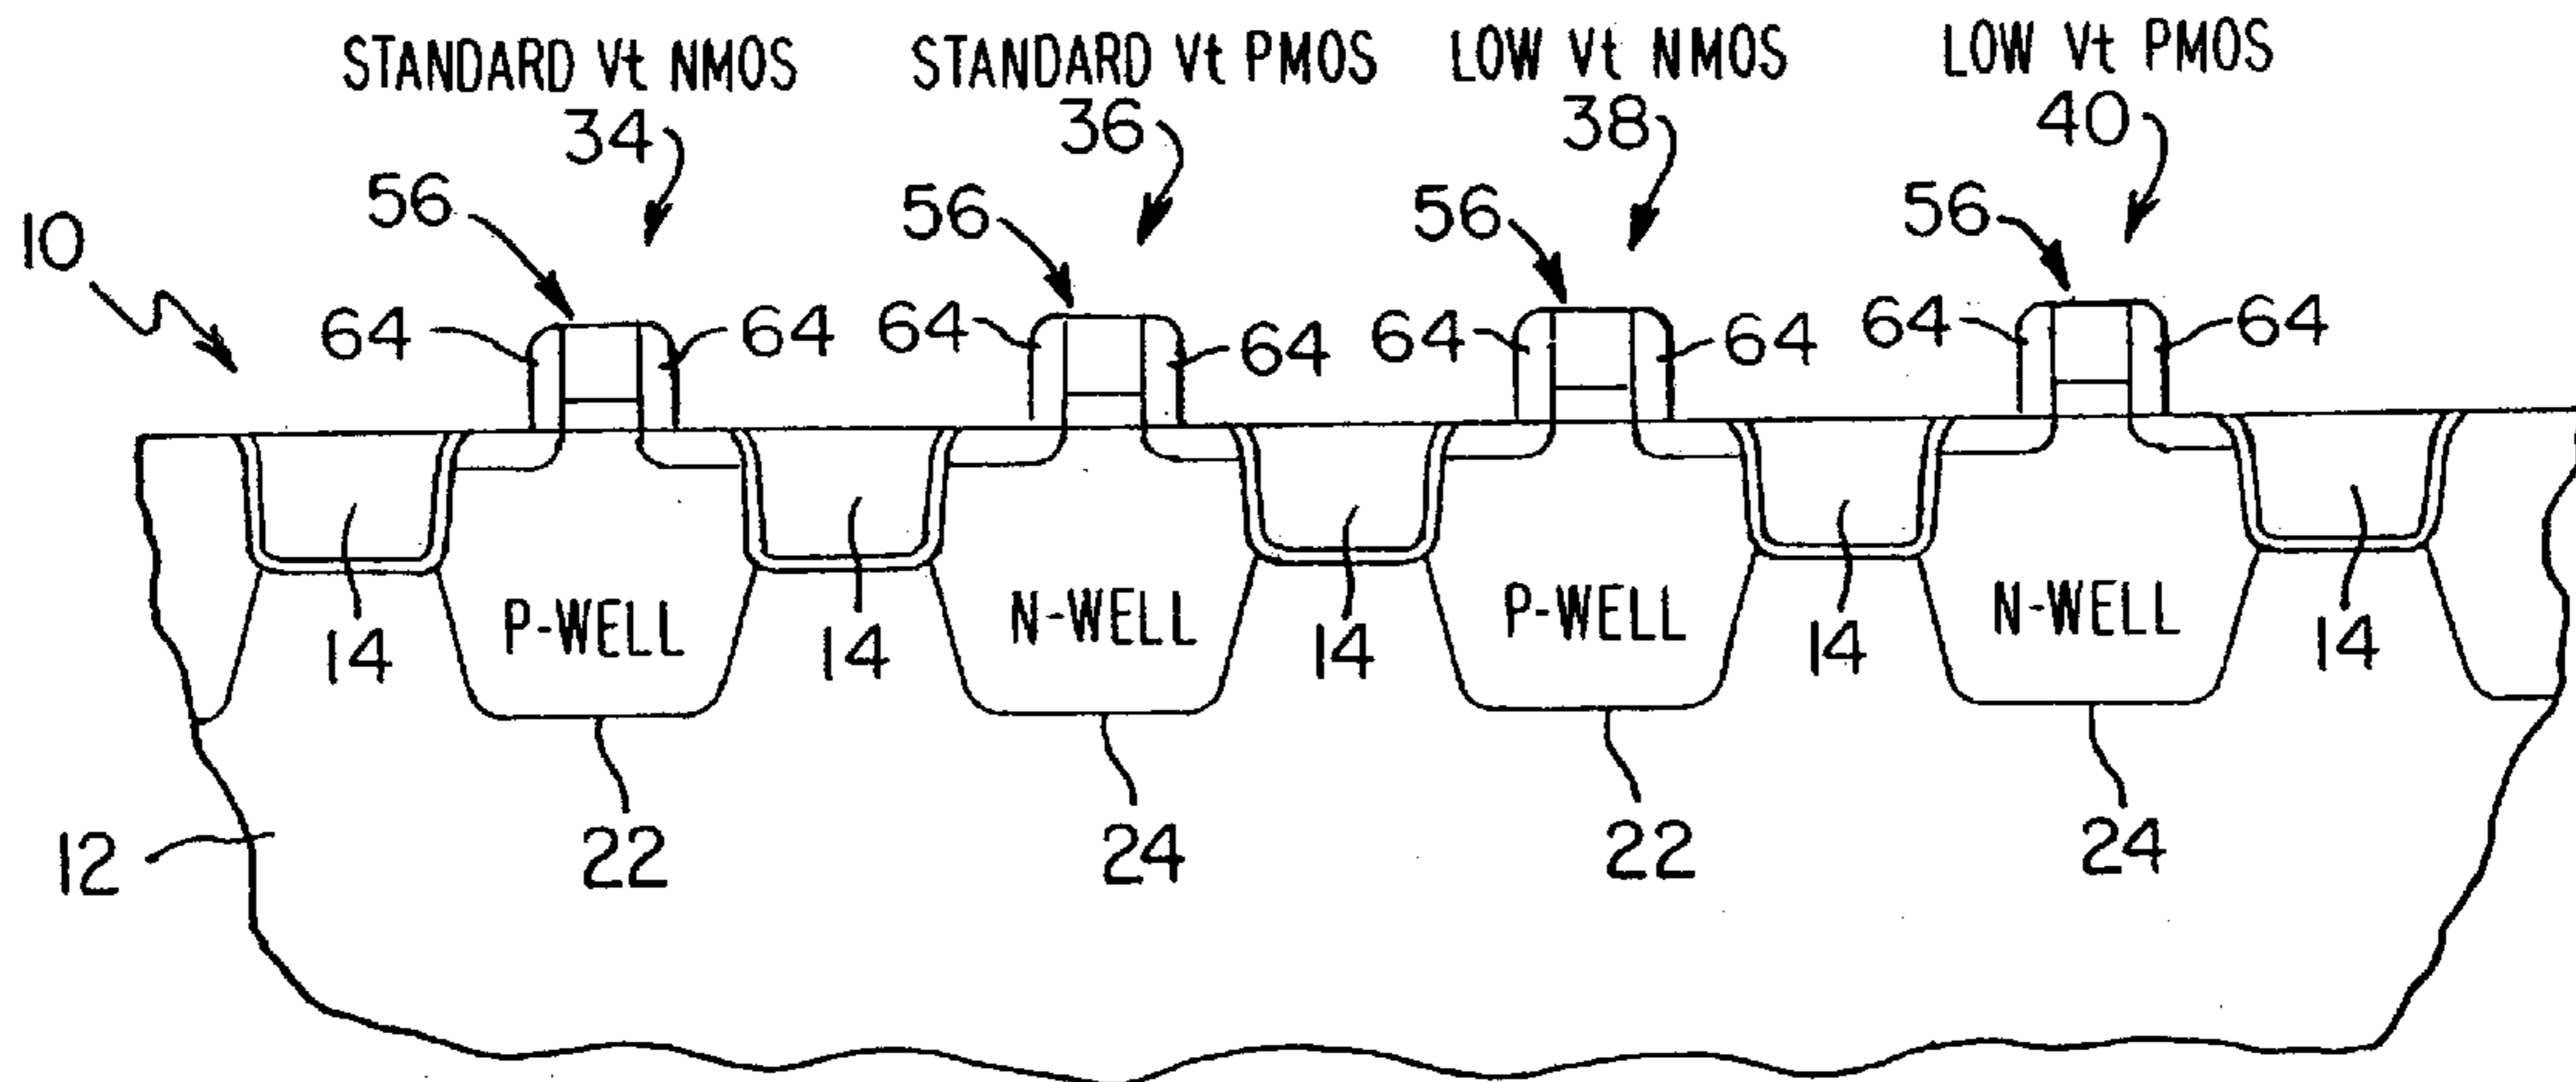 STANDARD Vt NMOS STANDARD Vt PMOS LOW Vt NMOS LOW Vt PMOS
34 36 38 40
56 56 56 56
10
64 64 64 64 64 64 64 64
P-WELL N-WELL P-WELL N-WELL
14 14 14 14 14
12 22 24 22 24